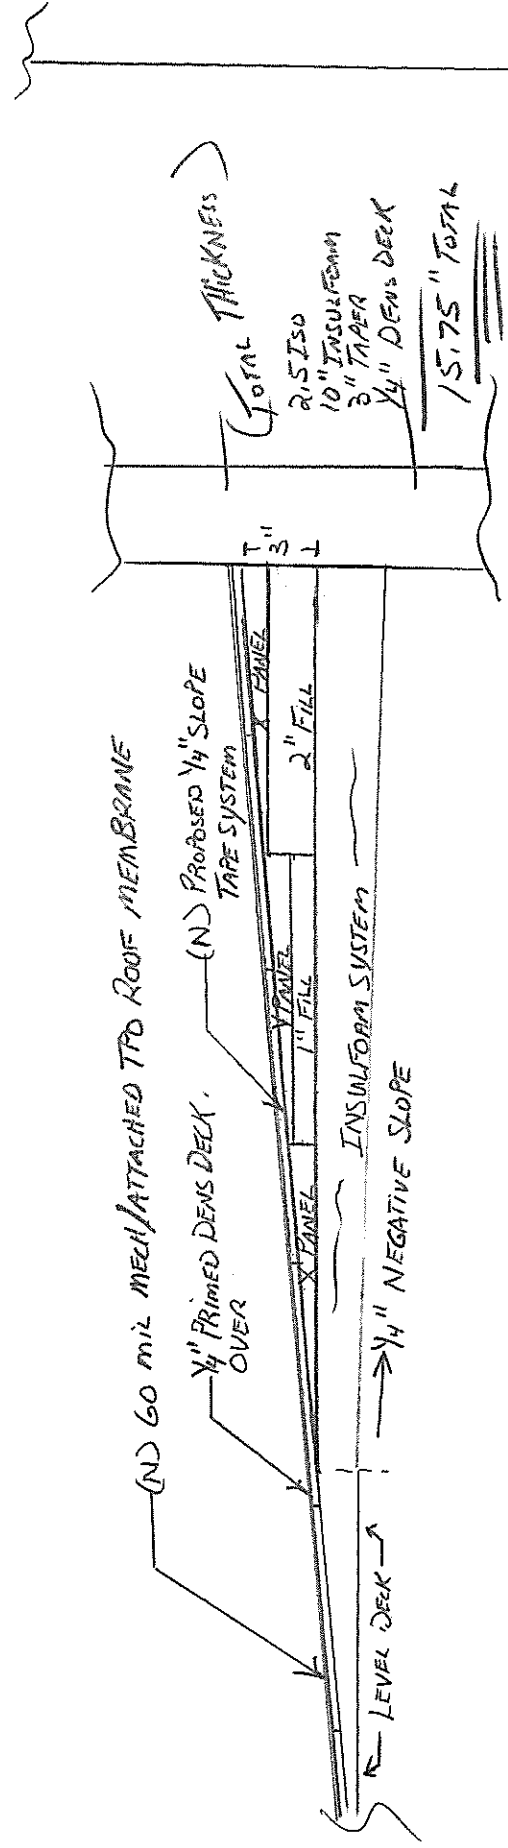 (N) 60 MIL MECH/ATTACHED TPO ROOF MEMBRANE
1/4" PRIMED DENS DECK.
OVER
(N) PROPOSED 1/4" SLOPE
TAPE SYSTEM
X PANEL
Y PANEL
1" FILL
X PANEL
2" FILL
3"
INSULFOAM SYSTEM
← LEVEL DECK →
→ 1/4" NEGATIVE SLOPE
(TOTAL THICKNESS)
2.5 ISO
10" INSULFOAM
3" TAPER
1/4" DENS DECK
15.75" TOTAL